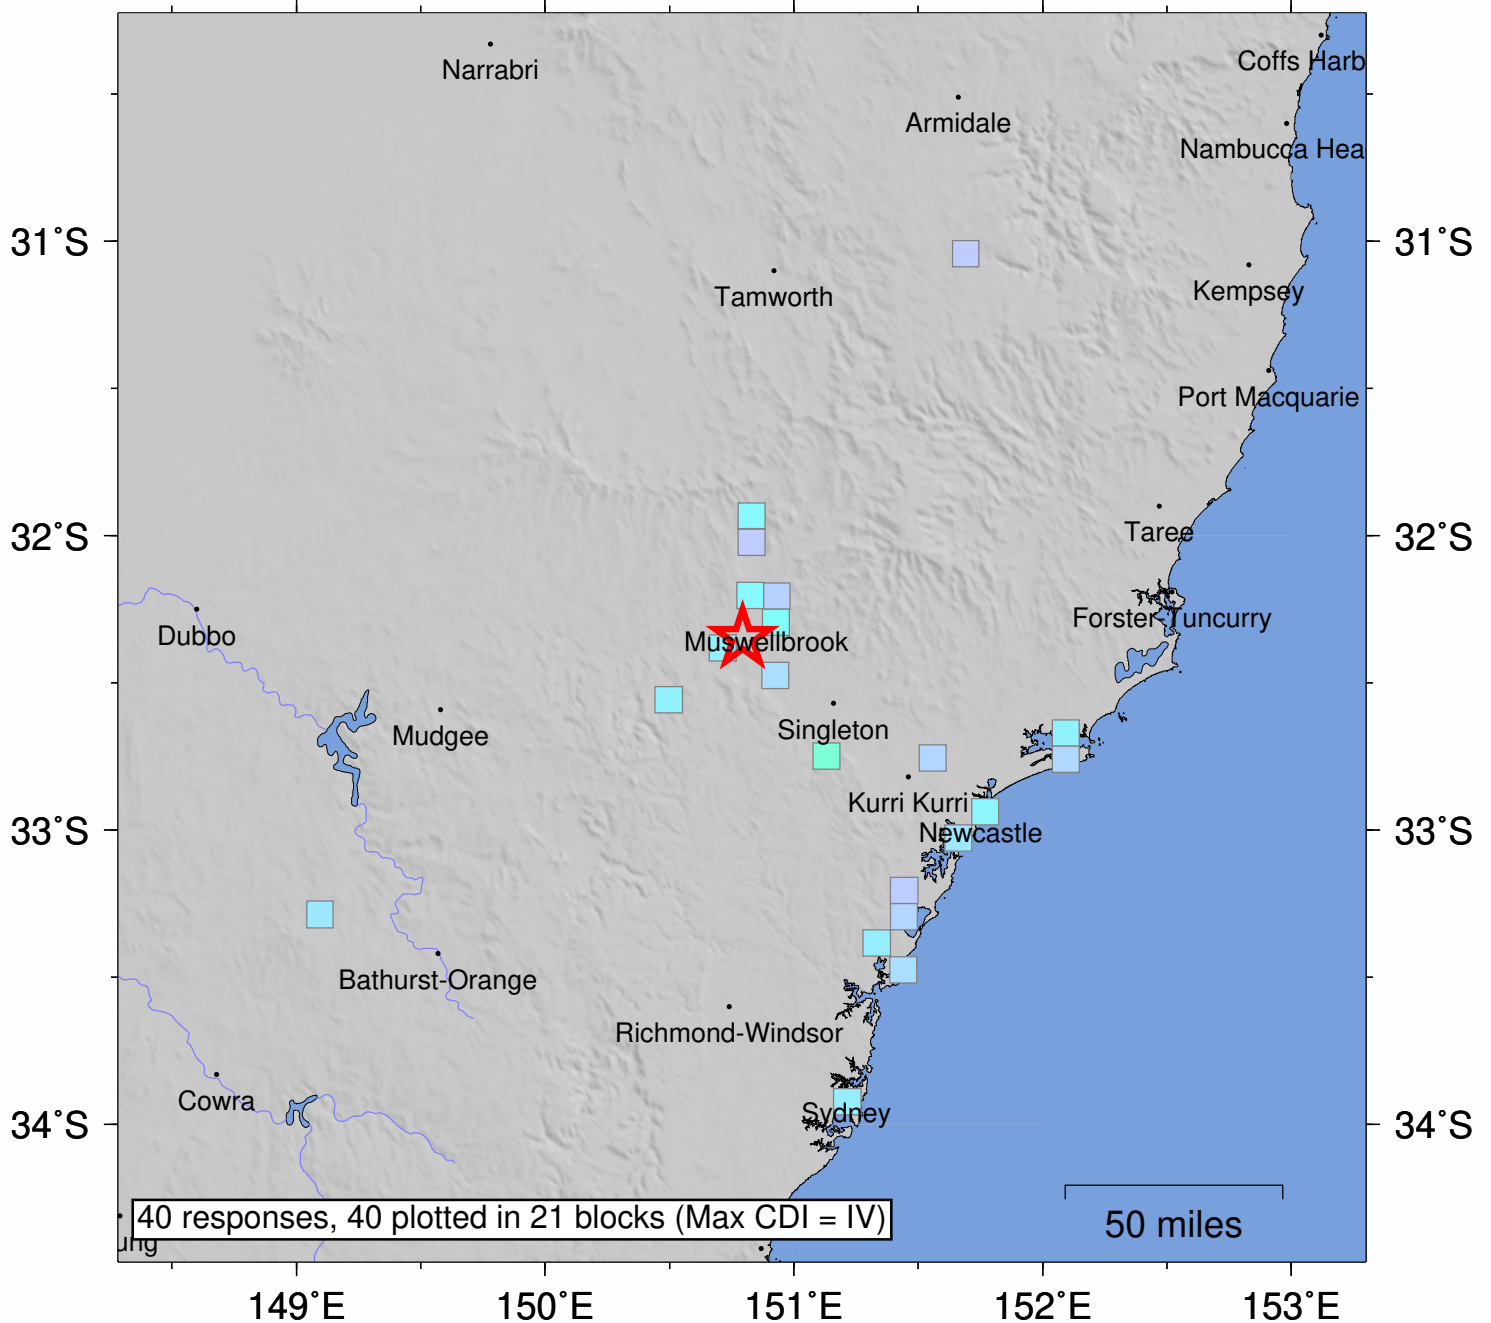 Narrabri
Coffs Harb
Armidale
Nambucca Hea
31°S
31°S
Tamworth
Kempsey
Port Macquarie
32°S
32°S
Taree
Forster-Tuncurry
Dubbo
Muswellbrook
Mudgee
Singleton
Kurri Kurri
33°S
33°S
Newcastle
Bathurst-Orange
Richmond-Windsor
Cowra
Sydney
34°S
34°S
40 responses, 40 plotted in 21 blocks (Max CDI = IV)
50 miles
ung
149°E
150°E
151°E
152°E
153°E